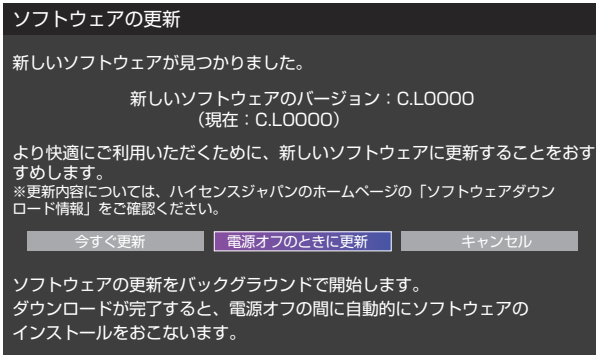 ソフトウェアの更新
新しいソフトウェアが見つかりました。
新しいソフトウェアのバージョン：C.L0000
（現在：C.L0000）
より快適にご利用いただくために、新しいソフトウェアに更新することをおす
すめします。
※更新内容については、ハイセンスジャパンのホームページの「ソフトウェアダウン
ロード情報」をご確認ください。
今すぐ更新 電源オフのときに更新 キャンセル
ソフトウェアの更新をバックグラウンドで開始します。
ダウンロードが完了すると、電源オフの間に自動的にソフトウェアの
インストールをおこないます。